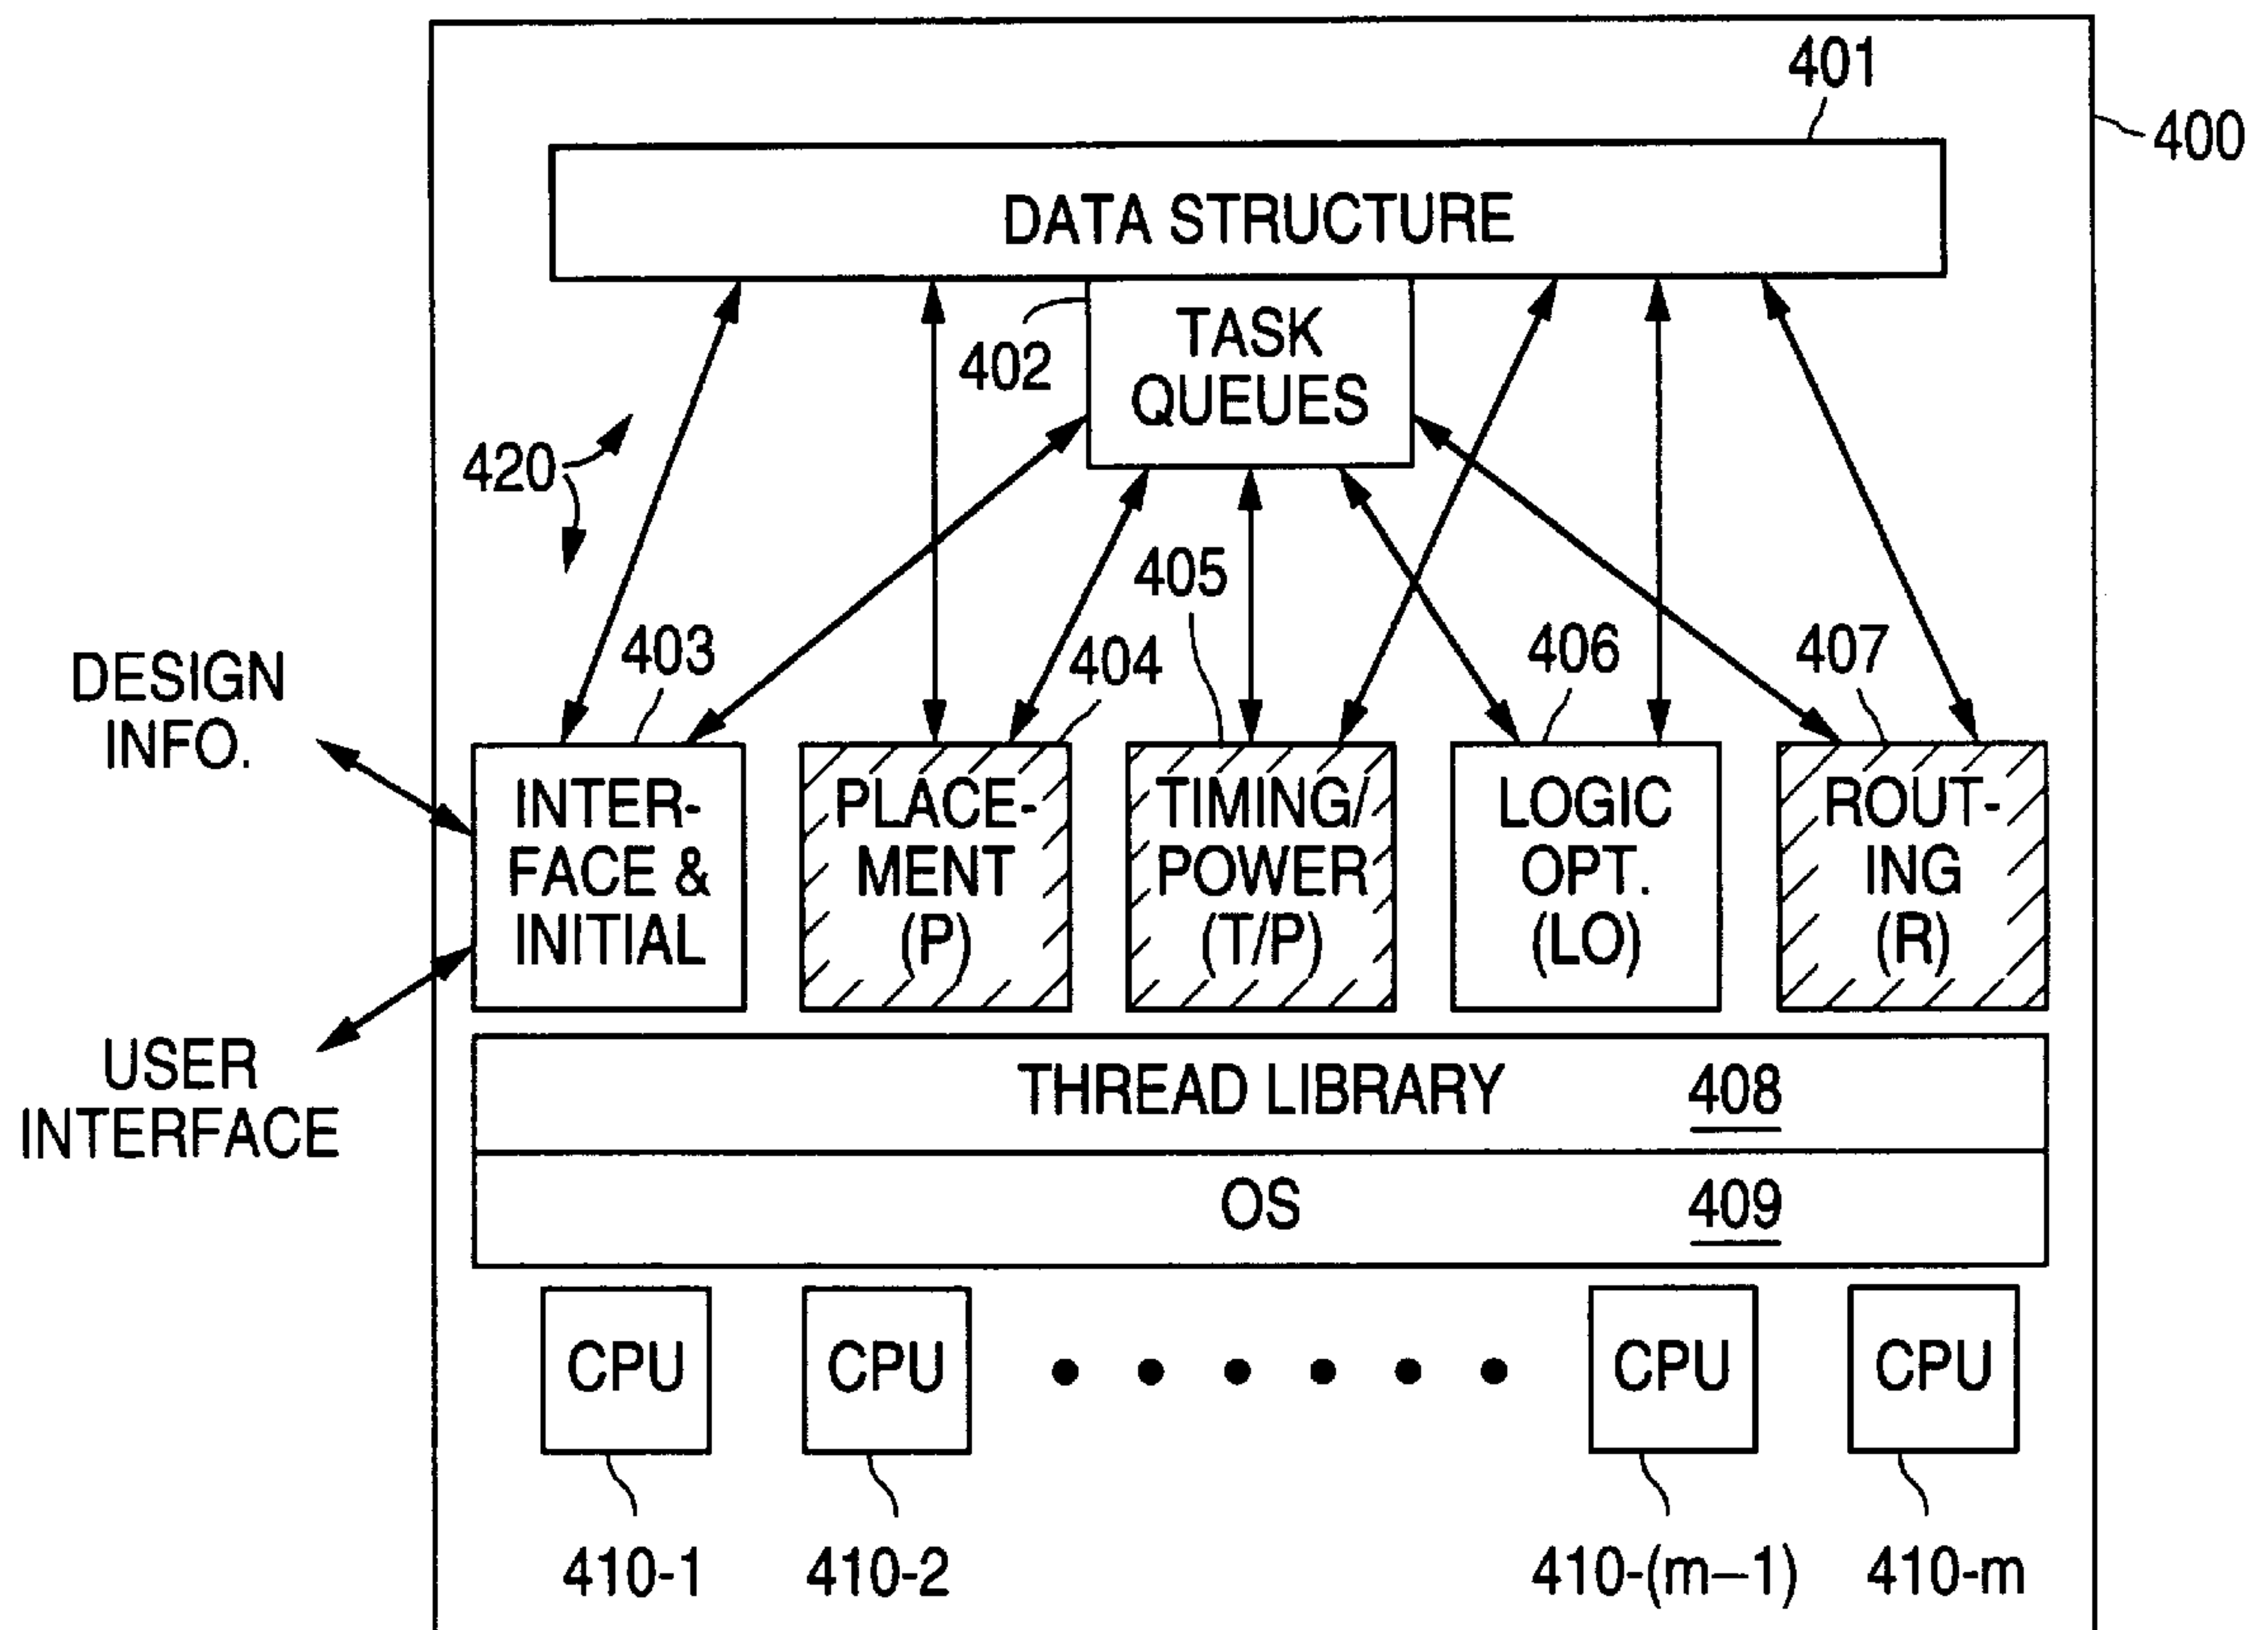 401
400
DATA STRUCTURE
402
TASK
QUEUES
420
405
403
404
406
407
DESIGN
INFO.
INTER-
FACE &
INITIAL
PLACE-
MENT
(P)
TIMING/
POWER
(T/P)
LOGIC
OPT.
(LO)
ROUT-
ING
(R)
USER
INTERFACE
THREAD LIBRARY 408
OS 409
CPU
CPU
CPU
CPU
410-1
410-2
410-(m–1)
410-m